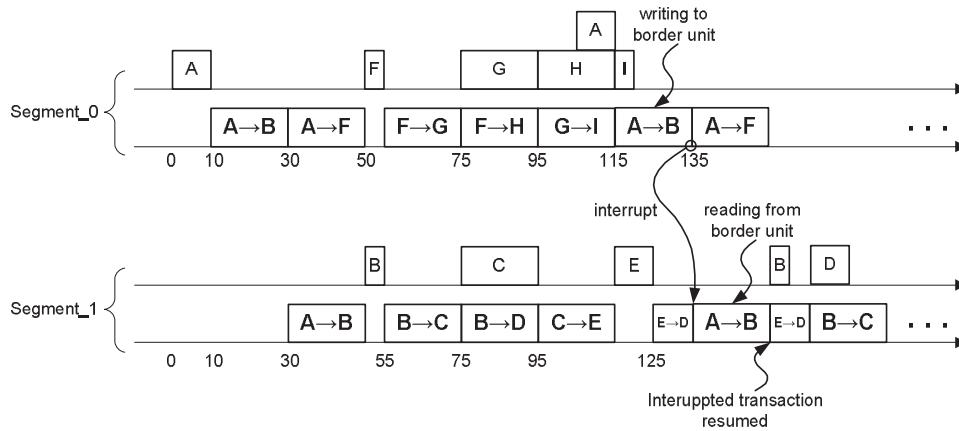 A
writing to
border unit
A F G H I
Segment_0
A→B A→F F→G F→H G→I A→B A→F . . .
0 10 30 50 75 95 115 135
interrupt
reading from
border unit
B C E B D
Segment_1
A→B B→C B→D C→E E→D A→B E→D B→C . . .
0 10 30 55 75 95 125
Interuppted transaction
resumed